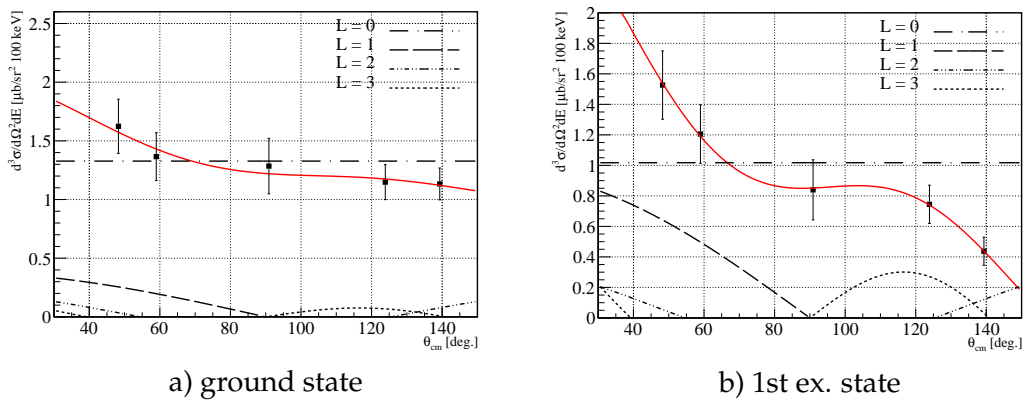 d³σ/dΩ²dE [μb/sr² 100 keV]
2.5
2
1.5
1
0.5
0
L = 0
L = 1
L = 2
L = 3
40 60 80 100 120 140
θcm [deg.]
a) ground state
d³σ/dΩ²dE [μb/sr² 100 keV]
2
1.8
1.6
1.4
1.2
1
0.8
0.6
0.4
0.2
0
L = 0
L = 1
L = 2
L = 3
40 60 80 100 120 140
θcm [deg.]
b) 1st ex. state